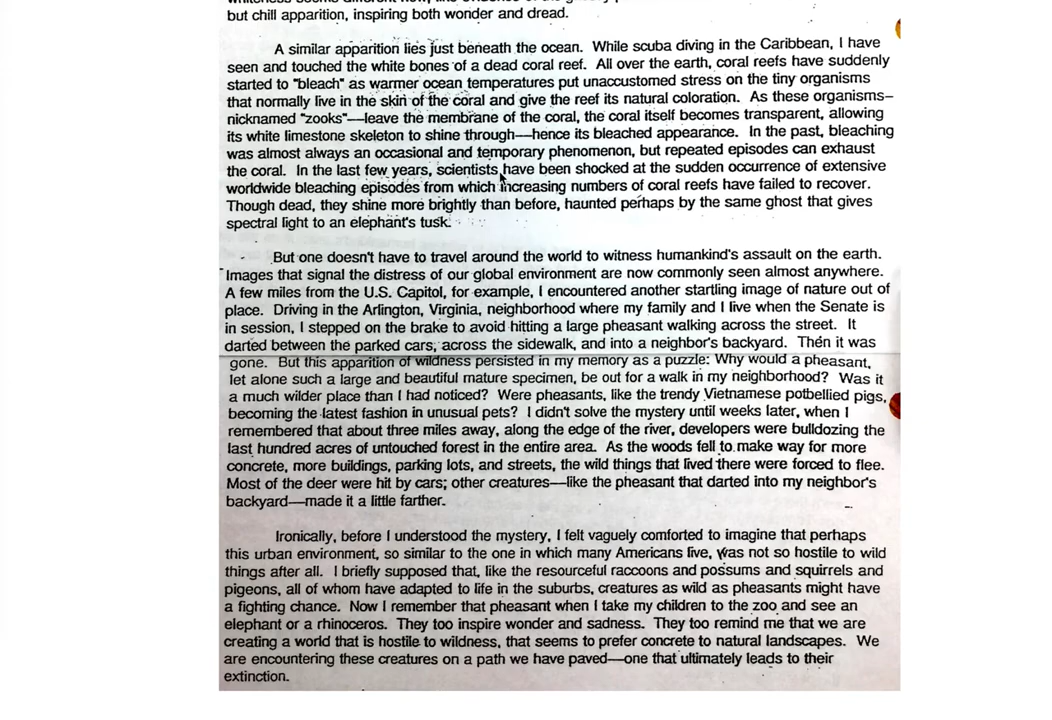 but chill apparition, inspiring both wonder and dread.
A similar apparition lies just beneath the ocean. While scuba diving in the Caribbean, I have
seen and touched the white bones of a dead coral reef. All over the earth, coral reefs have suddenly
started to "bleach" as warmer ocean temperatures put unaccustomed stress on the tiny organisms
that normally live in the skin of the coral and give the reef its natural coloration. As these organisms–
nicknamed "zooks"—leave the membrane of the coral, the coral itself becomes transparent, allowing
its white limestone skeleton to shine through—hence its bleached appearance. In the past, bleaching
was almost always an occasional and temporary phenomenon, but repeated episodes can exhaust
the coral. In the last few years, scientists have been shocked at the sudden occurrence of extensive
worldwide bleaching episodes from which increasing numbers of coral reefs have failed to recover.
Though dead, they shine more brightly than before, haunted perhaps by the same ghost that gives
spectral light to an elephant's tusk.
But one doesn't have to travel around the world to witness humankind's assault on the earth.
Images that signal the distress of our global environment are now commonly seen almost anywhere.
A few miles from the U.S. Capitol, for example, I encountered another startling image of nature out of
place. Driving in the Arlington, Virginia, neighborhood where my family and I live when the Senate is
in session, I stepped on the brake to avoid hitting a large pheasant walking across the street. It
darted between the parked cars, across the sidewalk, and into a neighbor's backyard. Then it was
gone. But this apparition of wildness persisted in my memory as a puzzle: Why would a pheasant,
let alone such a large and beautiful mature specimen, be out for a walk in my neighborhood? Was it
a much wilder place than I had noticed? Were pheasants, like the trendy Vietnamese potbellied pigs,
becoming the latest fashion in unusual pets? I didn't solve the mystery until weeks later, when I
remembered that about three miles away, along the edge of the river, developers were bulldozing the
last hundred acres of untouched forest in the entire area. As the woods fell to make way for more
concrete, more buildings, parking lots, and streets, the wild things that lived there were forced to flee.
Most of the deer were hit by cars; other creatures—like the pheasant that darted into my neighbor's
backyard—made it a little farther.
Ironically, before I understood the mystery, I felt vaguely comforted to imagine that perhaps
this urban environment, so similar to the one in which many Americans live, was not so hostile to wild
things after all. I briefly supposed that, like the resourceful raccoons and possums and squirrels and
pigeons, all of whom have adapted to life in the suburbs, creatures as wild as pheasants might have
a fighting chance. Now I remember that pheasant when I take my children to the zoo and see an
elephant or a rhinoceros. They too inspire wonder and sadness. They too remind me that we are
creating a world that is hostile to wildness, that seems to prefer concrete to natural landscapes. We
are encountering these creatures on a path we have paved—one that ultimately leads to their
extinction.